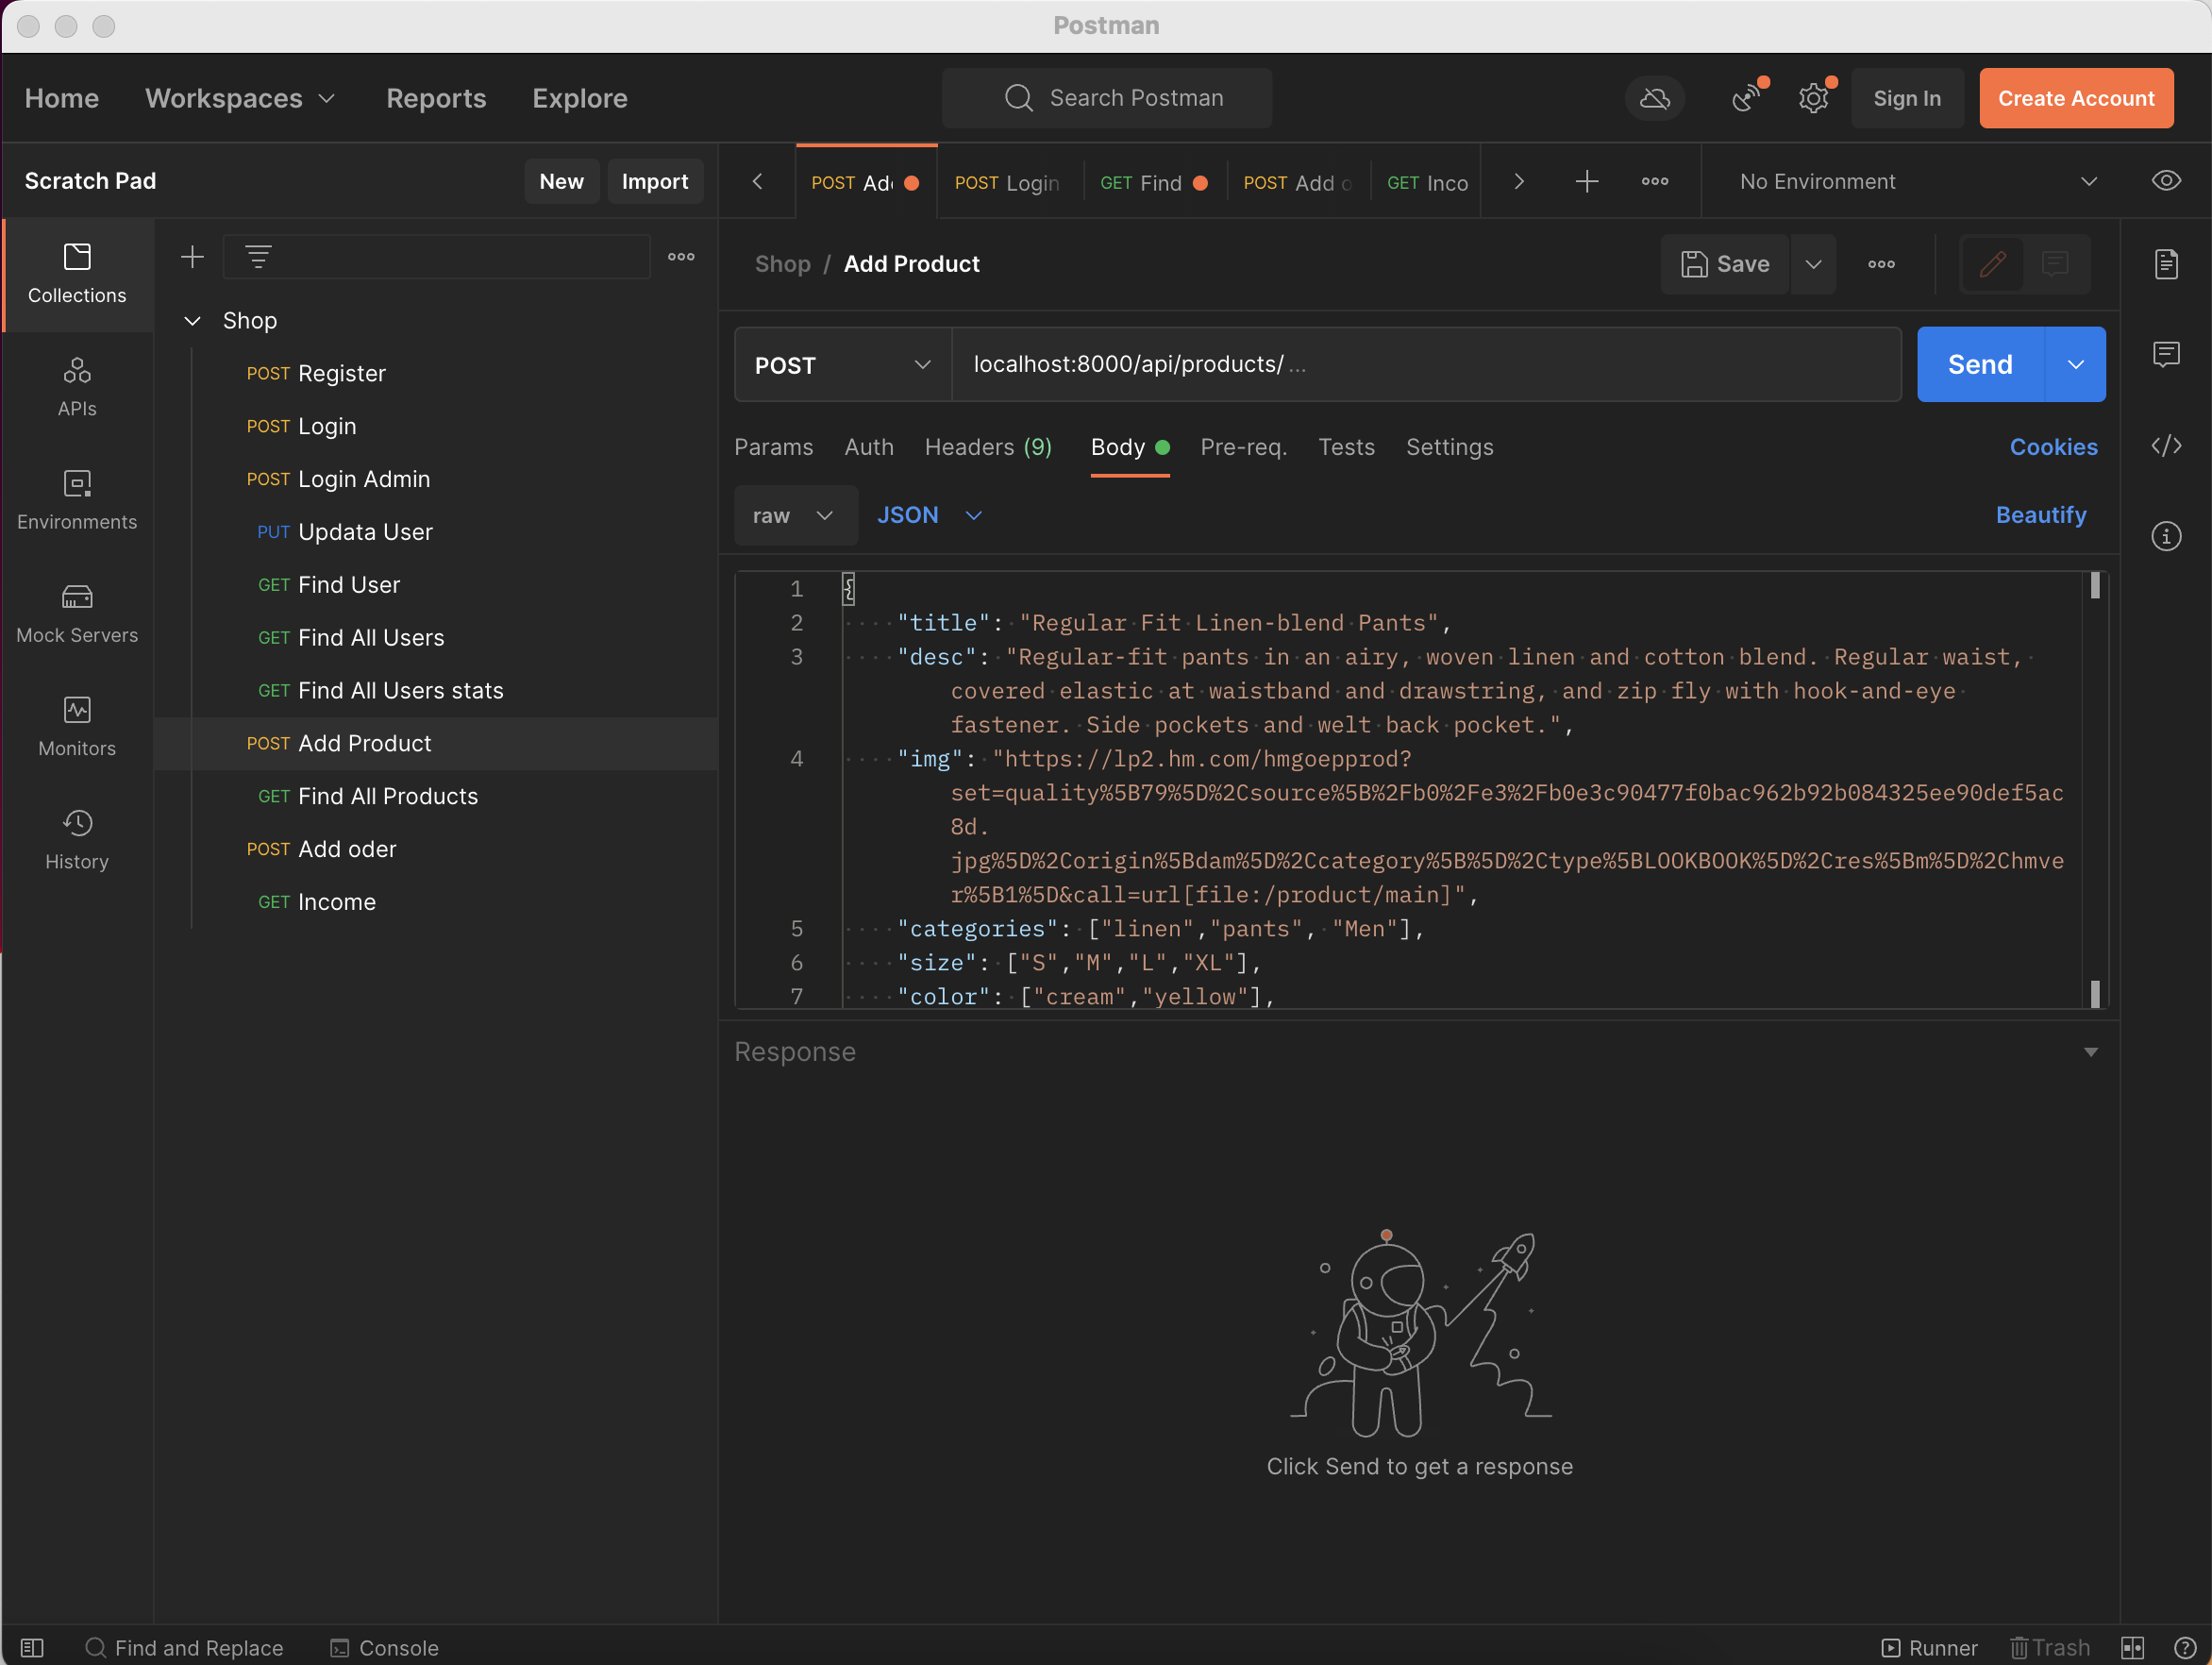 Postman
Home Workspaces Reports Explore Search Postman Sign In Create Account
Scratch Pad New Import POST Add POST Login GET Find POST Add o GET Inco No Environment
Collections
APIs
Environments
Mock Servers
Monitors
History
Shop
POST Register
POST Login
POST Login Admin
PUT Updata User
GET Find User
GET Find All Users
GET Find All Users stats
POST Add Product
GET Find All Products
POST Add oder
GET Income
Shop / Add Product Save
POST localhost:8000/api/products/ ... Send
Params Auth Headers (9) Body Pre-req. Tests Settings Cookies
raw JSON Beautify
1 {
2 "title": "Regular Fit Linen-blend Pants",
3 "desc": "Regular-fit pants in an airy, woven linen and cotton blend. Regular waist,
covered elastic at waistband and drawstring, and zip fly with hook-and-eye
fastener. Side pockets and welt back pocket.",
4 "img": "https://lp2.hm.com/hmgoepprod?
set=quality%5B79%5D%2Csource%5B%2Fb0%2Fe3%2Fb0e3c90477f0bac962b92b084325ee90def5ac
8d.
jpg%5D%2Corigin%5Bdam%5D%2Ccategory%5B%5D%2Ctype%5BLOOKBOOK%5D%2Cres%5Bm%5D%2Chmve
r%5B1%5D&call=url[file:/product/main]",
5 "categories": ["linen","pants", "Men"],
6 "size": ["S","M","L","XL"],
7 "color": ["cream","yellow"],
Response
Click Send to get a response
Find and Replace Console Runner Trash